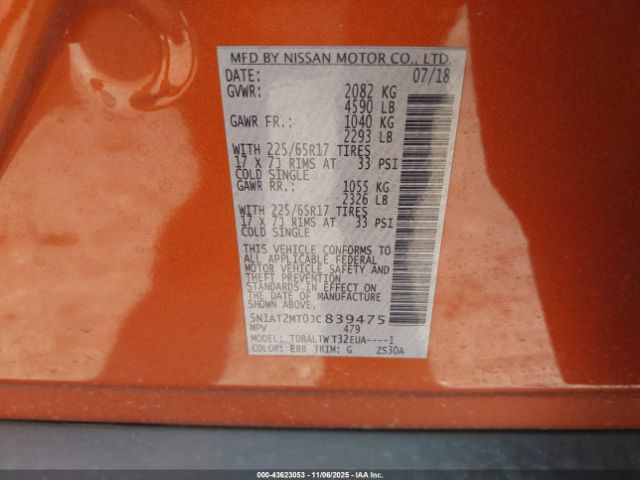 MFD BY NISSAN MOTOR CO., LTD.
DATE: 07/18
GVWR: 2082 KG
4590 LB
GAWR FR.: 1040 KG
2293 LB
WITH 225/65R17 TIRES
17 X 7J RIMS AT 33 PSI
COLD SINGLE
GAWR RR.: 1055 KG
2326 LB
WITH 225/65R17 TIRES
17 X 7J RIMS AT 33 PSI
COLD SINGLE
THIS VEHICLE CONFORMS TO
ALL APPLICABLE FEDERAL
MOTOR VEHICLE SAFETY AND
THEFT PREVENTION
STANDARDS IN EFFECT ON
THE DATE OF MANUFACTURE
SHOWN ABOVE.
5N1AT2MT0JC839475
MPV 479
MODEL: TDBALTWT32EUA----1
COLOR: EBB TRIM: G ZS30A
000-43623053 - 11/06/2025 - IAA Inc.